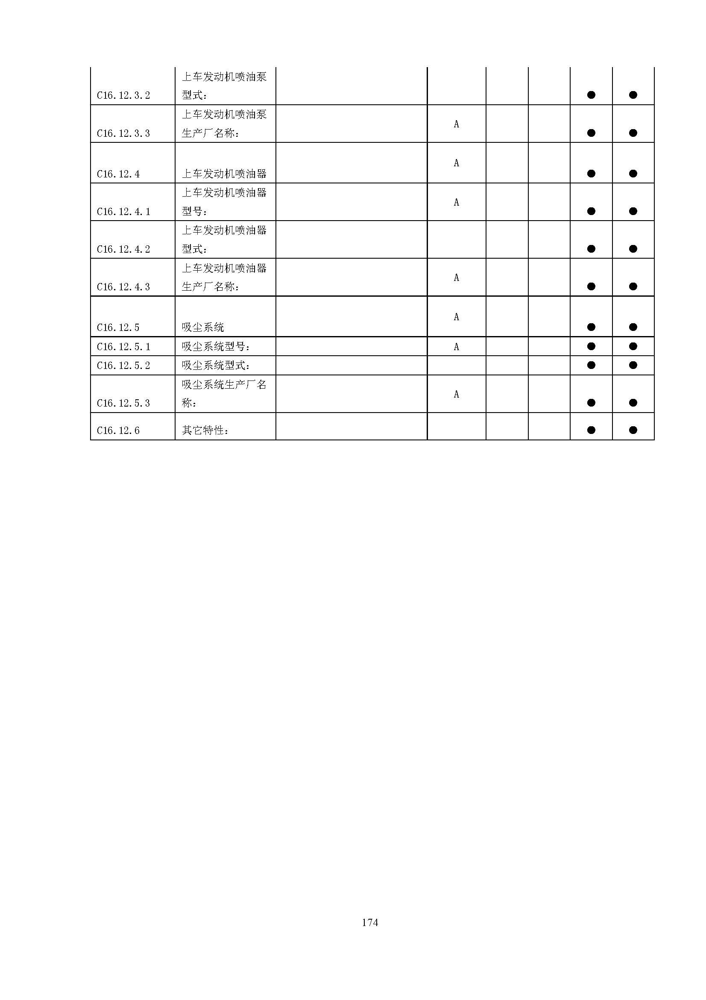 上车发动机喷油泵
C16.12.3.2 型式： ● ●
上车发动机喷油泵
C16.12.3.3 生产厂名称： A ● ●
C16.12.4 上车发动机喷油器 A ● ●
上车发动机喷油器
C16.12.4.1 型号： A ● ●
上车发动机喷油器
C16.12.4.2 型式： ● ●
上车发动机喷油器
C16.12.4.3 生产厂名称： A ● ●
C16.12.5 吸尘系统 A ● ●
C16.12.5.1 吸尘系统型号： A ● ●
C16.12.5.2 吸尘系统型式： ● ●
吸尘系统生产厂名
C16.12.5.3 称： A ● ●
C16.12.6 其它特性： ● ●
174